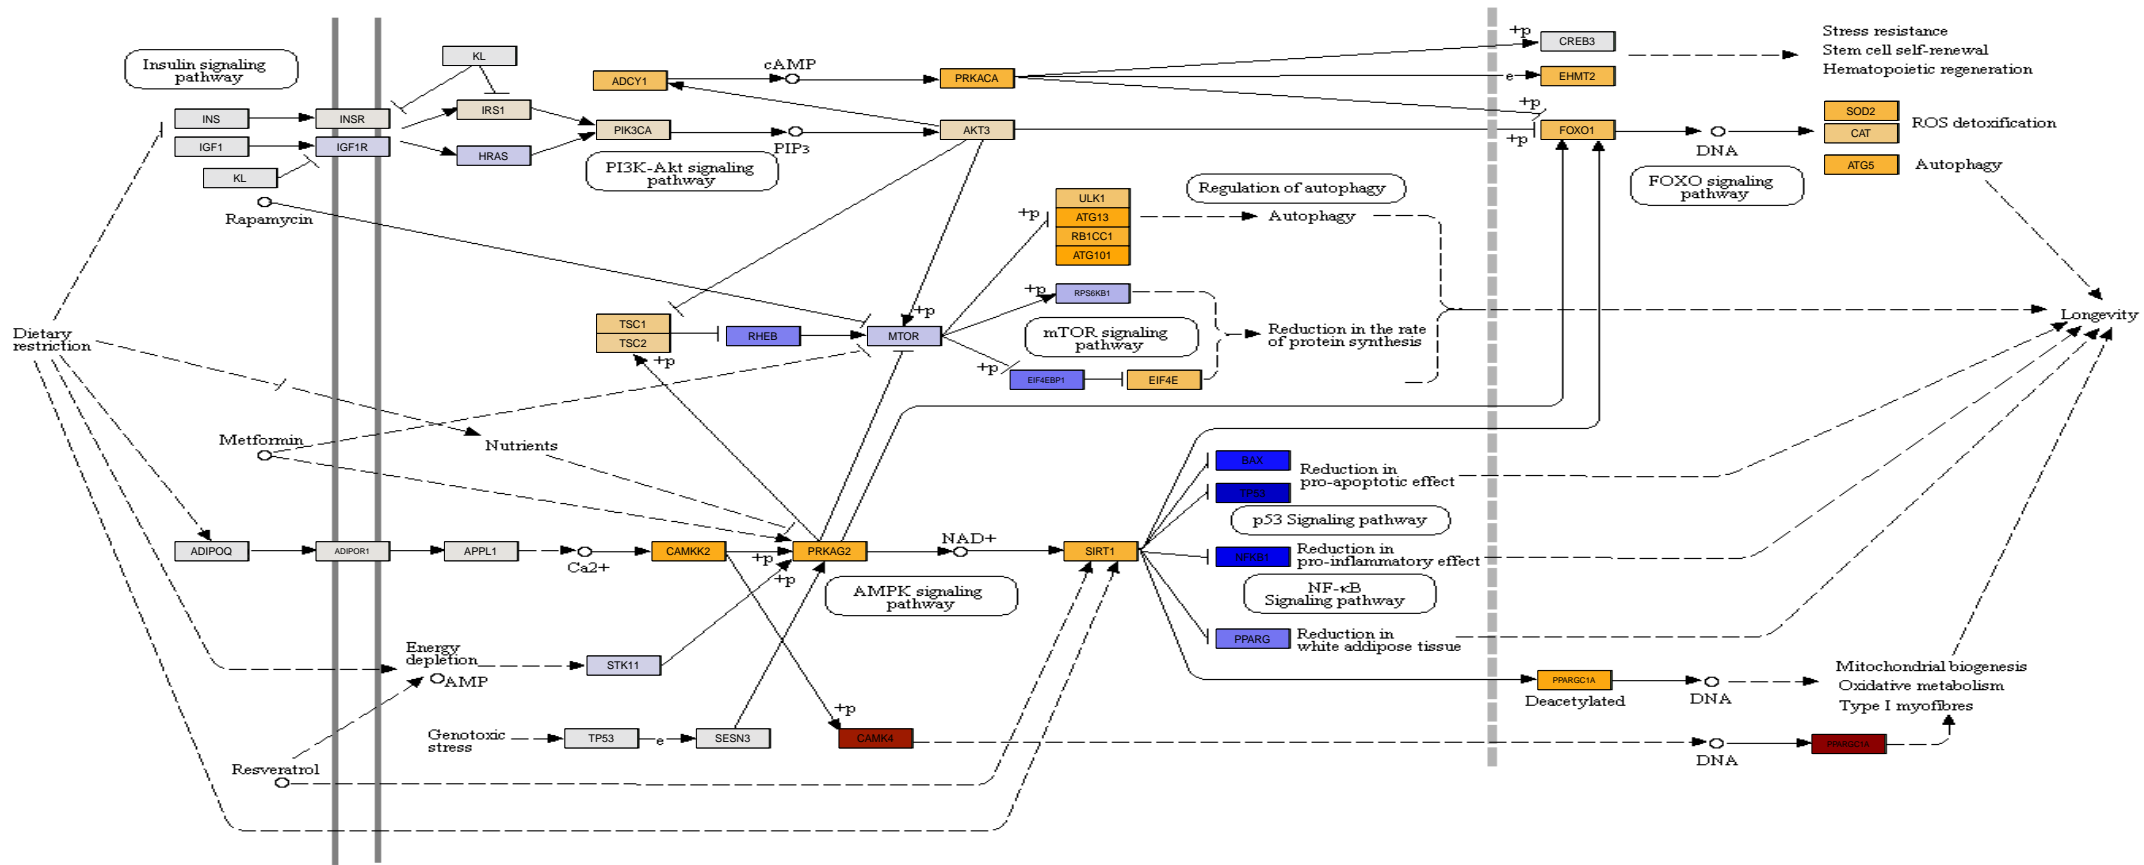 Insulin signaling
pathway
KL
INS
INSR
IRS1
IGF1
IGF1R
HRAS
KL
Rapamycin
ADCY1
cAMP
PRKACA
PIK3CA
PIP3
AKT3
PI3K-Akt signaling
pathway
+p
CREB3
e
EHMT2
+p
+p
FOXO1
DNA
FOXO signaling
pathway
Stress resistance
Stem cell self-renewal
Hematopoietic regeneration
SOD2
CAT
ROS detoxification
ATG5
Autophagy
Regulation of autophagy
+p
ULK1
ATG13
RB1CC1
ATG101
Autophagy
Dietary
restriction
TSC1
TSC2
+p
RHEB
+p
MTOR
+p
RPS6KB1
mTOR signaling
pathway
+p
EIF4EBP1
EIF4E
Reduction in the rate
of protein synthesis
Longevity
Metformin
Nutrients
ADIPOQ
ADIPOR1
APPL1
Ca2+
CAMKK2
+p
+p
PRKAG2
NAD+
SIRT1
AMPK signaling
pathway
BAX
Reduction in
pro-apoptotic effect
TP53
p53 Signaling pathway
NFKB1
Reduction in
pro-inflammatory effect
NF-κB
Signaling pathway
PPARG
Reduction in
white addipose tissue
Energy
depletion
AMP
STK11
Genotoxic
stress
TP53
e
SESN3
+p
CAMK4
Resveratrol
PPARGC1A
Deacetylated
DNA
Mitochondrial biogenesis
Oxidative metabolism
Type I myofibres
DNA
PPARGC1A